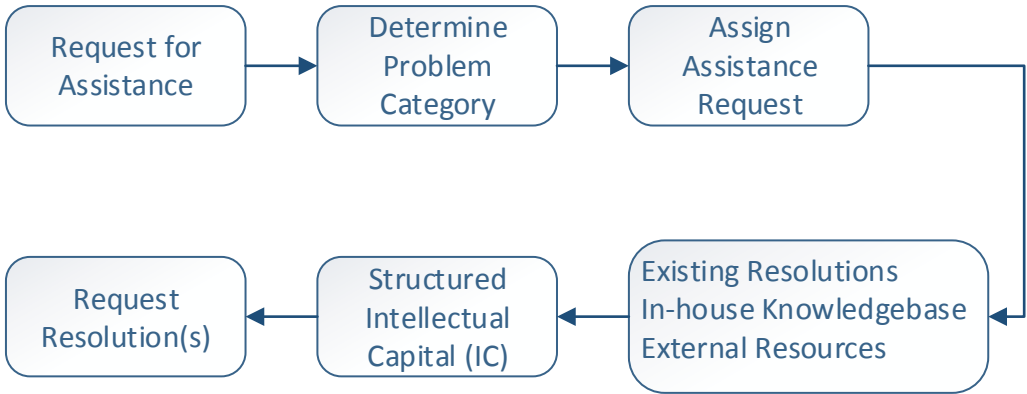 Request for
Assistance
Determine
Problem
Category
Assign
Assistance
Request
Existing Resolutions
In-house Knowledgebase
External Resources
Structured
Intellectual
Capital (IC)
Request
Resolution(s)